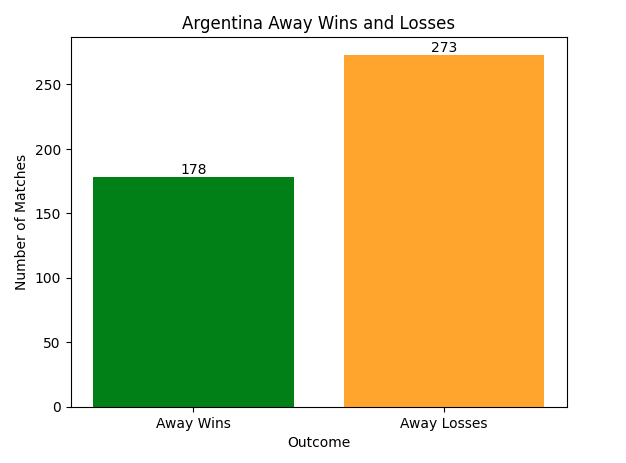 Argentina Away Wins and Losses
273
178
250
200
150
100
50
0
Number of Matches
Away Wins
Away Losses
Outcome